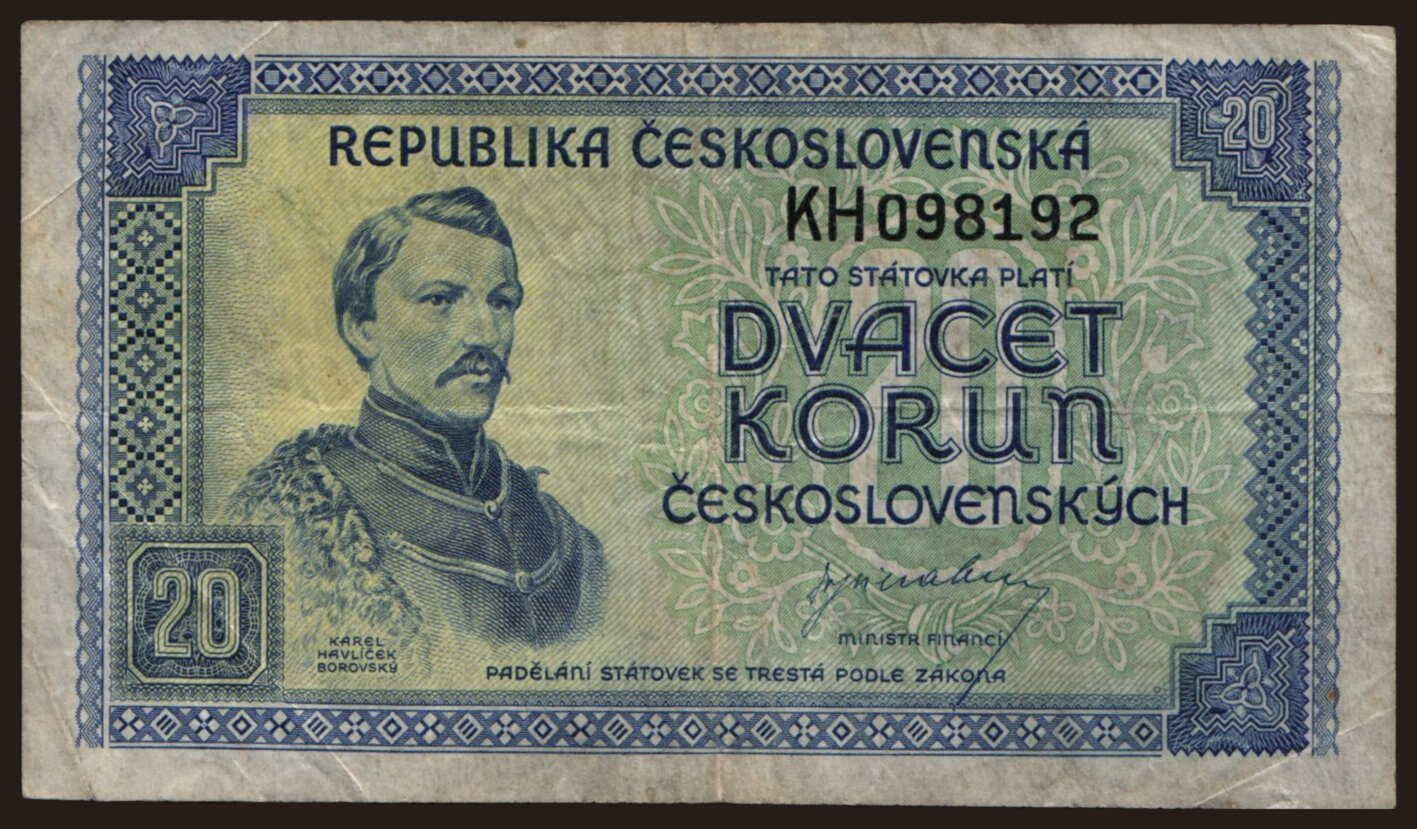 20
REPUBLIKA ČESKOSLOVENSKÁ
KH098192
TATO STÁTOVKA PLATÍ
DVACET
KORUN
ČESKOSLOVENSKÝCH
20
20
MINISTR FINANCÍ
KAREL
HAVLÍČEK
BOROVSKÝ
PADĚLÁNÍ STÁTOVEK SE TRESTÁ PODLE ZÁKONA